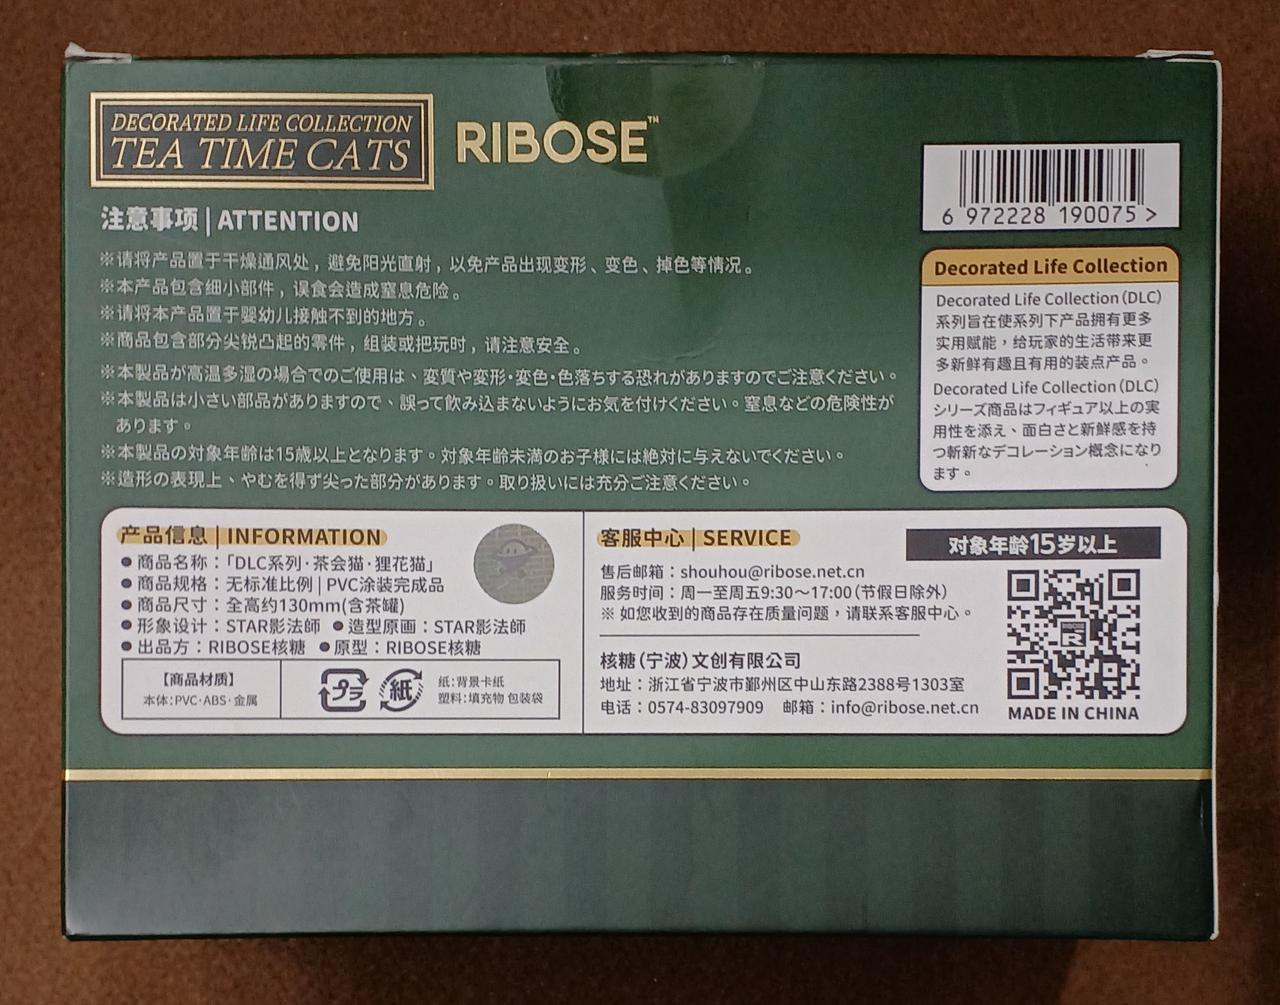 DECORATED LIFE COLLECTION
TEA TIME CATS
RIBOSE™
注意事项 | ATTENTION
※请将产品置于干燥通风处，避免阳光直射，以免产品出现变形、变色、掉色等情况。
※本产品包含细小部件，误食会造成窒息危险。
※请将本产品置于婴幼儿接触不到的地方。
※商品包含部分尖锐凸起的零件，组装或把玩时，请注意安全。
※本製品が高温多湿の場合でのご使用は、変質や変形・変色・色落ちする恐れがありますのでご注意ください。
※本製品は小さい部品がありますので、誤って飲み込まないようにお気を付けください。窒息などの危険性が
あります。
※本製品の対象年齢は15歳以上となります。対象年齢未満のお子様には絶対に与えないでください。
※造形の表現上、やむを得ず尖った部分があります。取り扱いには充分ご注意ください。
6 972228 190075 >
Decorated Life Collection
Decorated Life Collection (DLC)
系列旨在使系列下产品拥有更多
实用赋能，给玩家的生活带来更
多新鲜有趣且有用的装点产品。
Decorated Life Collection (DLC)
シリーズ商品はフィギュア以上の実
用性を添え、面白さと新鮮感を持
つ斬新なデコレーション概念になり
ます。
产品信息 | INFORMATION
●商品名称：「DLC系列·茶会猫·狸花猫」
●商品规格：无标准比例 | PVC涂装完成品
●商品尺寸：全高约130mm(含茶罐)
●形象设计：STAR影法師 ●造型原画：STAR影法師
●出品方：RIBOSE核糖 ●原型：RIBOSE核糖
【商品材质】
本体:PVC·ABS·金属
プラ
紙
纸:背景卡纸
塑料:填充物 包装袋
客服中心 | SERVICE
售后邮箱：shouhou@ribose.net.cn
服务时间：周一至周五9:30～17:00（节假日除外）
※ 如您收到的商品存在质量问题，请联系客服中心。
核糖（宁波）文创有限公司
地址：浙江省宁波市鄞州区中山东路2388号1303室
电话：0574-83097909 邮箱：info@ribose.net.cn
对象年龄15岁以上
RIBOSE
R
MADE IN CHINA